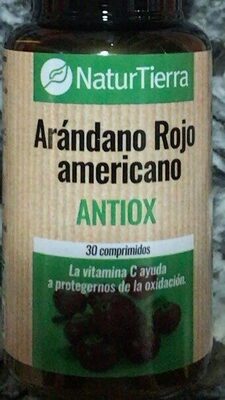 NaturTierra
Arándano Rojo
americano
ANTIOX
30 comprimidos
La vitamina C ayuda
a protegernos de la oxidación.